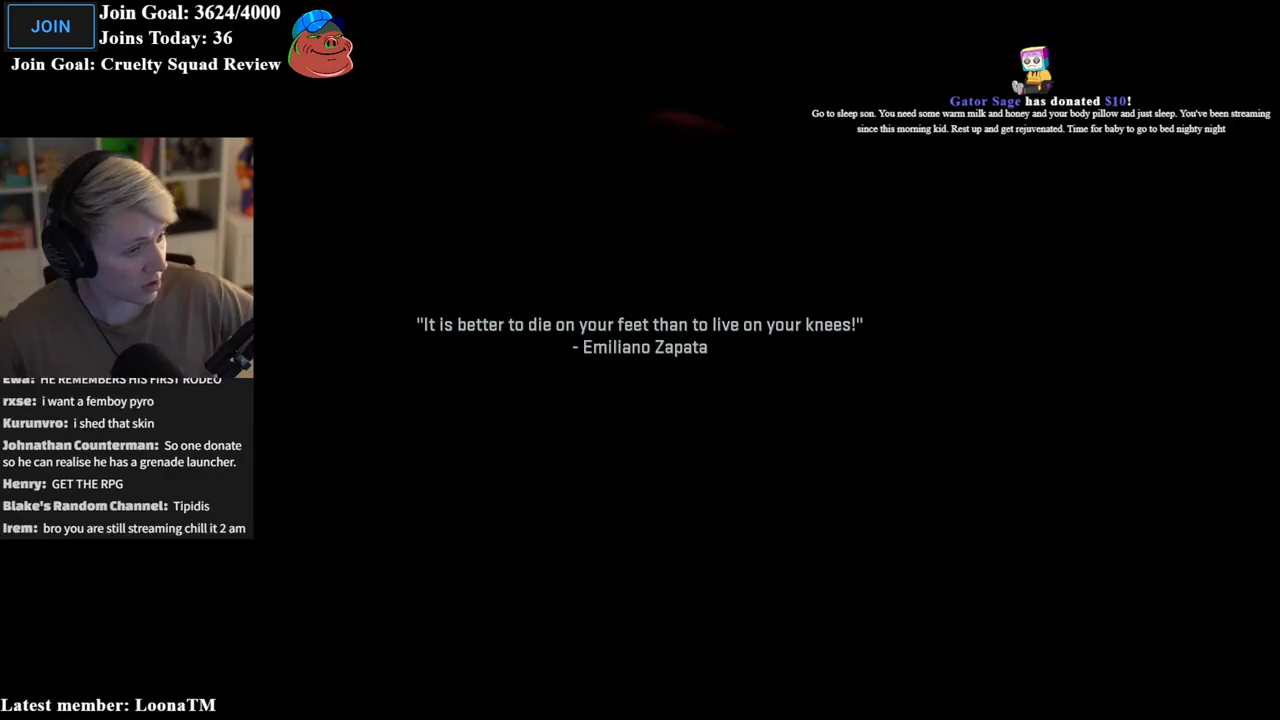 JOIN
Join Goal: 3624/4000
Joins Today: 36
Join Goal: Cruelty Squad Review
Gator Sage has donated $10!
Go to sleep son. You need some warm milk and honey and your body pillow and just sleep. You've been streaming
since this morning kid. Rest up and get rejuvenated. Time for baby to go to bed nighty night
"It is better to die on your feet than to live on your knees!"
- Emiliano Zapata
Ewa: HE REMEMBERS HIS FIRST RODEO
rxse: i want a femboy pyro
Kurunvro: i shed that skin
Johnathan Counterman: So one donate
so he can realise he has a grenade launcher.
Henry: GET THE RPG
Blake's Random Channel: Tipidis
Irem: bro you are still streaming chill it 2 am
Latest member: LoonaTM